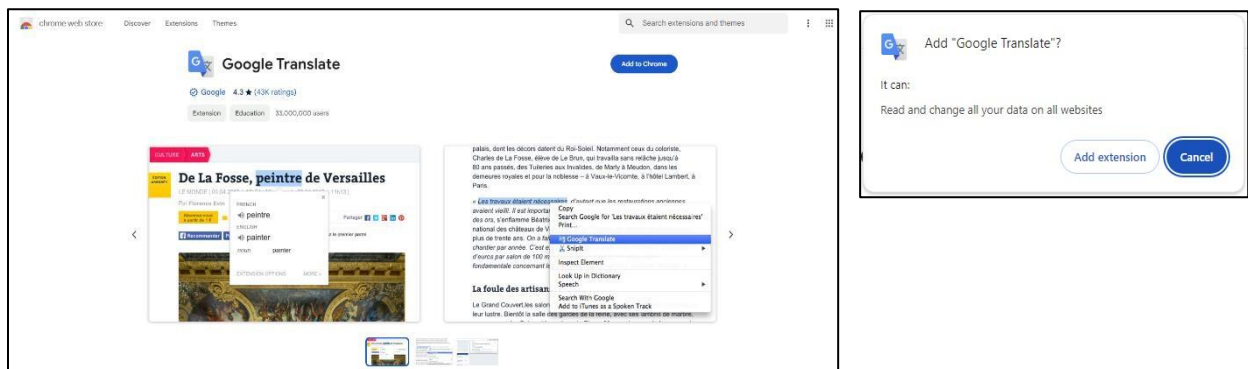 chrome web store
Discover
Extensions
Themes
Search extensions and themes
Google Translate
Add to Chrome
Google 4.3 ★ (43K ratings)
Extension
Education
33,000,000 users
CULTURE
ARTS
De La Fosse, peintre de Versailles
FRENCH
peintre
ENGLISH
painter
noun painter
EXTENSION OPTIONS
MORE »
Partager
Recommander
palais, dont les décors datent du Roi-Soleil. Notamment ceux du coloriste,
Charles de La Fosse, élève de Le Brun, qui travailla sans relâche jusqu'à
80 ans passés, des Tuileries aux Invalides, de Marly à Meudon, dans les
demeures royales et pour la noblesse – à Vaux-le-Vicomte, à l'hôtel Lambert, à
Paris.
« Les travaux étaient nécessaires, d'autant que les restaurations anciennes
avaient vieilli. Il est importa
des ors, s'enflamme Béatri
national des châteaux de V
plus de trente ans. On a fa
chantier par année. C'est e
d'euros par salon de 100 m
fondamentale concernant le
Copy
Search Google for 'Les travaux étaient nécessaires'
Print...
Google Translate
Snipit
Inspect Element
Look Up in Dictionary
Speech
Search With Google
Add to iTunes as a Spoken Track
La foule des artisan
Le Grand Couvert,les salon
leur lustre. Bientôt la salle des gardes de la reine, avec ses lambris de marbre,
Add "Google Translate"?
It can:
Read and change all your data on all websites
Add extension
Cancel